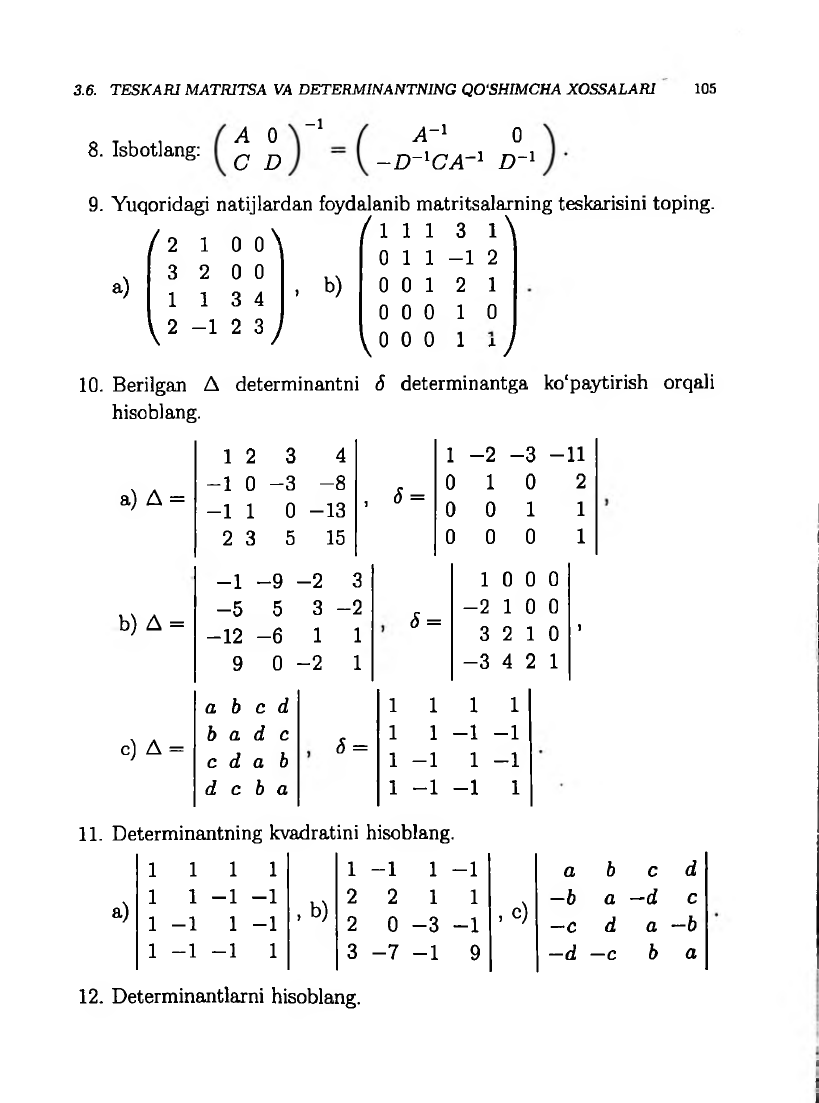 3.6. TESKARI MATRITSA VA DETERMINANTNING QO‘SHIMCHA XOSSALARI 105
8. Isbotlang: ( A 0 ; C D )⁻¹ = ( A⁻¹ 0 ; −D⁻¹CA⁻¹ D⁻¹ ).
9. Yuqoridagi natijlardan foydalanib matritsalarning teskarisini toping.
a) ( 2 1 0 0
3 2 0 0
1 1 3 4
2 −1 2 3 ) , b) ( 1 1 1 3 1
0 1 1 −1 2
0 0 1 2 1
0 0 0 1 0
0 0 0 1 1 ) .
10. Berilgan Δ determinantni δ determinantga ko‘paytirish orqali
hisoblang.
a) Δ = | 1 2 3 4
−1 0 −3 −8
−1 1 0 −13
2 3 5 15 | , δ = | 1 −2 −3 −11
0 1 0 2
0 0 1 1
0 0 0 1 | ,
b) Δ = | −1 −9 −2 3
−5 5 3 −2
−12 −6 1 1
9 0 −2 1 | , δ = | 1 0 0 0
−2 1 0 0
3 2 1 0
−3 4 2 1 | ,
c) Δ = | a b c d
b a d c
c d a b
d c b a | , δ = | 1 1 1 1
1 1 −1 −1
1 −1 1 −1
1 −1 −1 1 | .
11. Determinantning kvadratini hisoblang.
a) | 1 1 1 1
1 1 −1 −1
1 −1 1 −1
1 −1 −1 1 | , b) | 1 −1 1 −1
2 2 1 1
2 0 −3 −1
3 −7 −1 9 | , c) | a b c d
−b a −d c
−c d a −b
−d −c b a | .
12. Determinantlarni hisoblang.